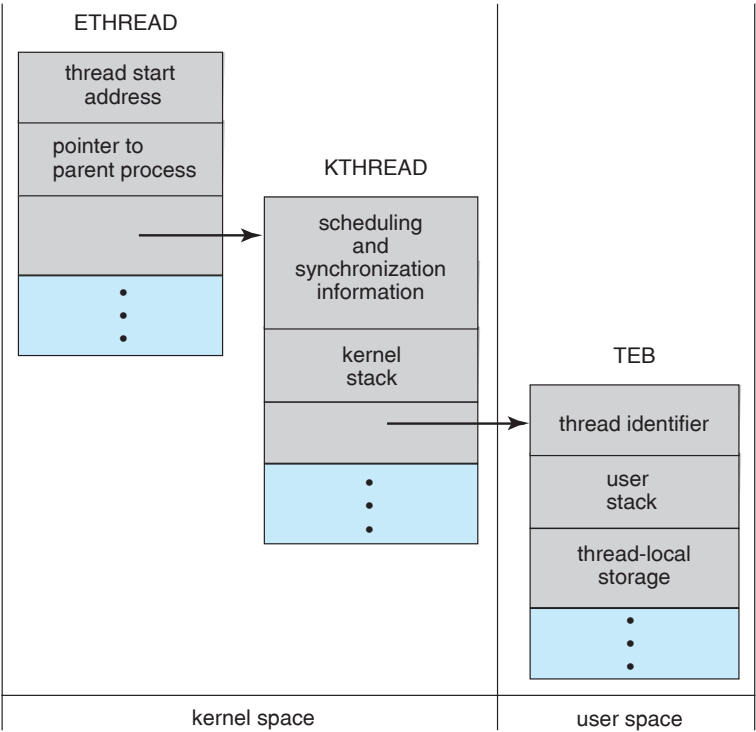 ETHREAD
thread start
address
pointer to
parent process
KTHREAD
scheduling
and
synchronization
information
kernel
stack
TEB
thread identifier
user
stack
thread-local
storage
kernel space
user space